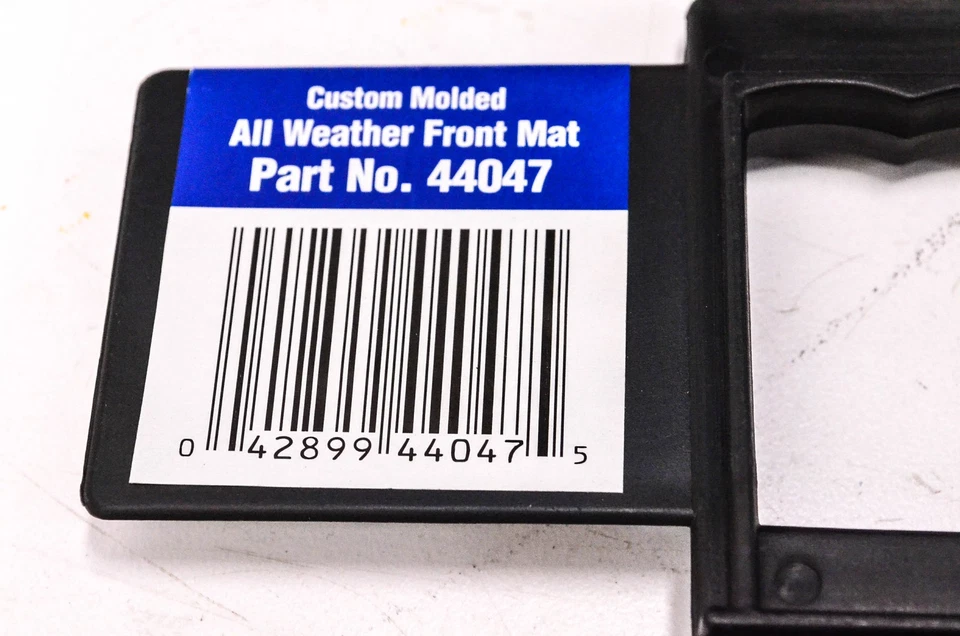 Custom Molded
All Weather Front Mat
Part No. 44047
0 42899 44047 5